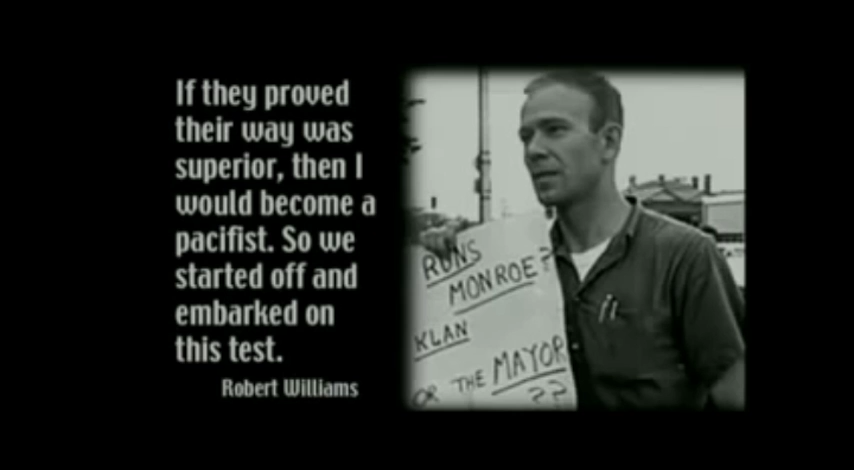 If they proved
their way was
superior, then I
would become a
pacifist. So we
started off and
embarked on
this test.
Robert Williams
RUNS
MONROE?
KLAN
OR THE MAYOR
??